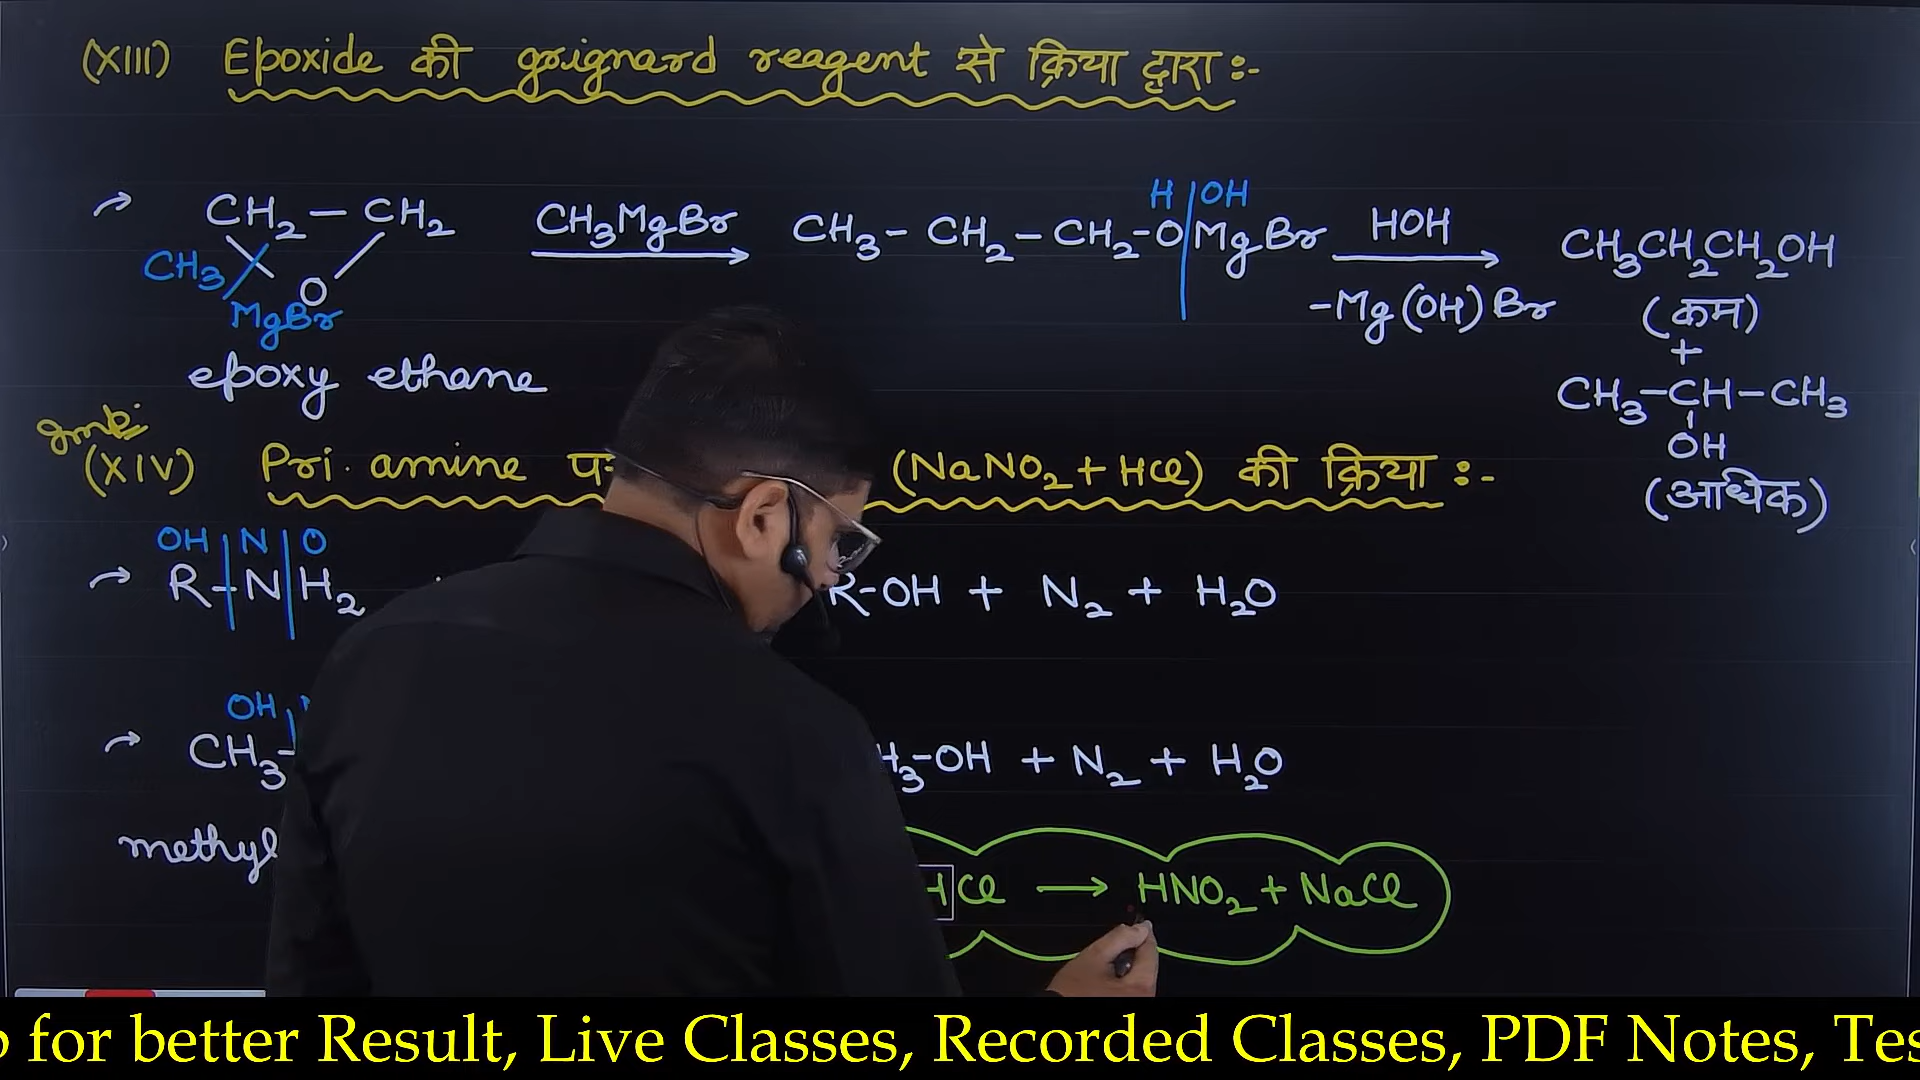 (XIII) Epoxide की grignard reagent से क्रिया द्वारा :-
CH₂ – CH₂
O
CH₃
MgBr
epoxy ethane
CH₃MgBr
H | OH
CH₃ – CH₂ – CH₂-O|MgBr
HOH
-Mg(OH)Br
CH₃CH₂CH₂OH
(कम)
+
CH₃-CH-CH₃
OH
(अधिक)
Imp
(XIV) Pri. amine (NaNO₂ + HCl) की क्रिया :-
OH | N | O
R-NH₂
R-OH + N₂ + H₂O
OH
CH₃-
H₃-OH + N₂ + H₂O
methyl
HCl → HNO₂ + NaCl
for better Result, Live Classes, Recorded Classes, PDF Notes,